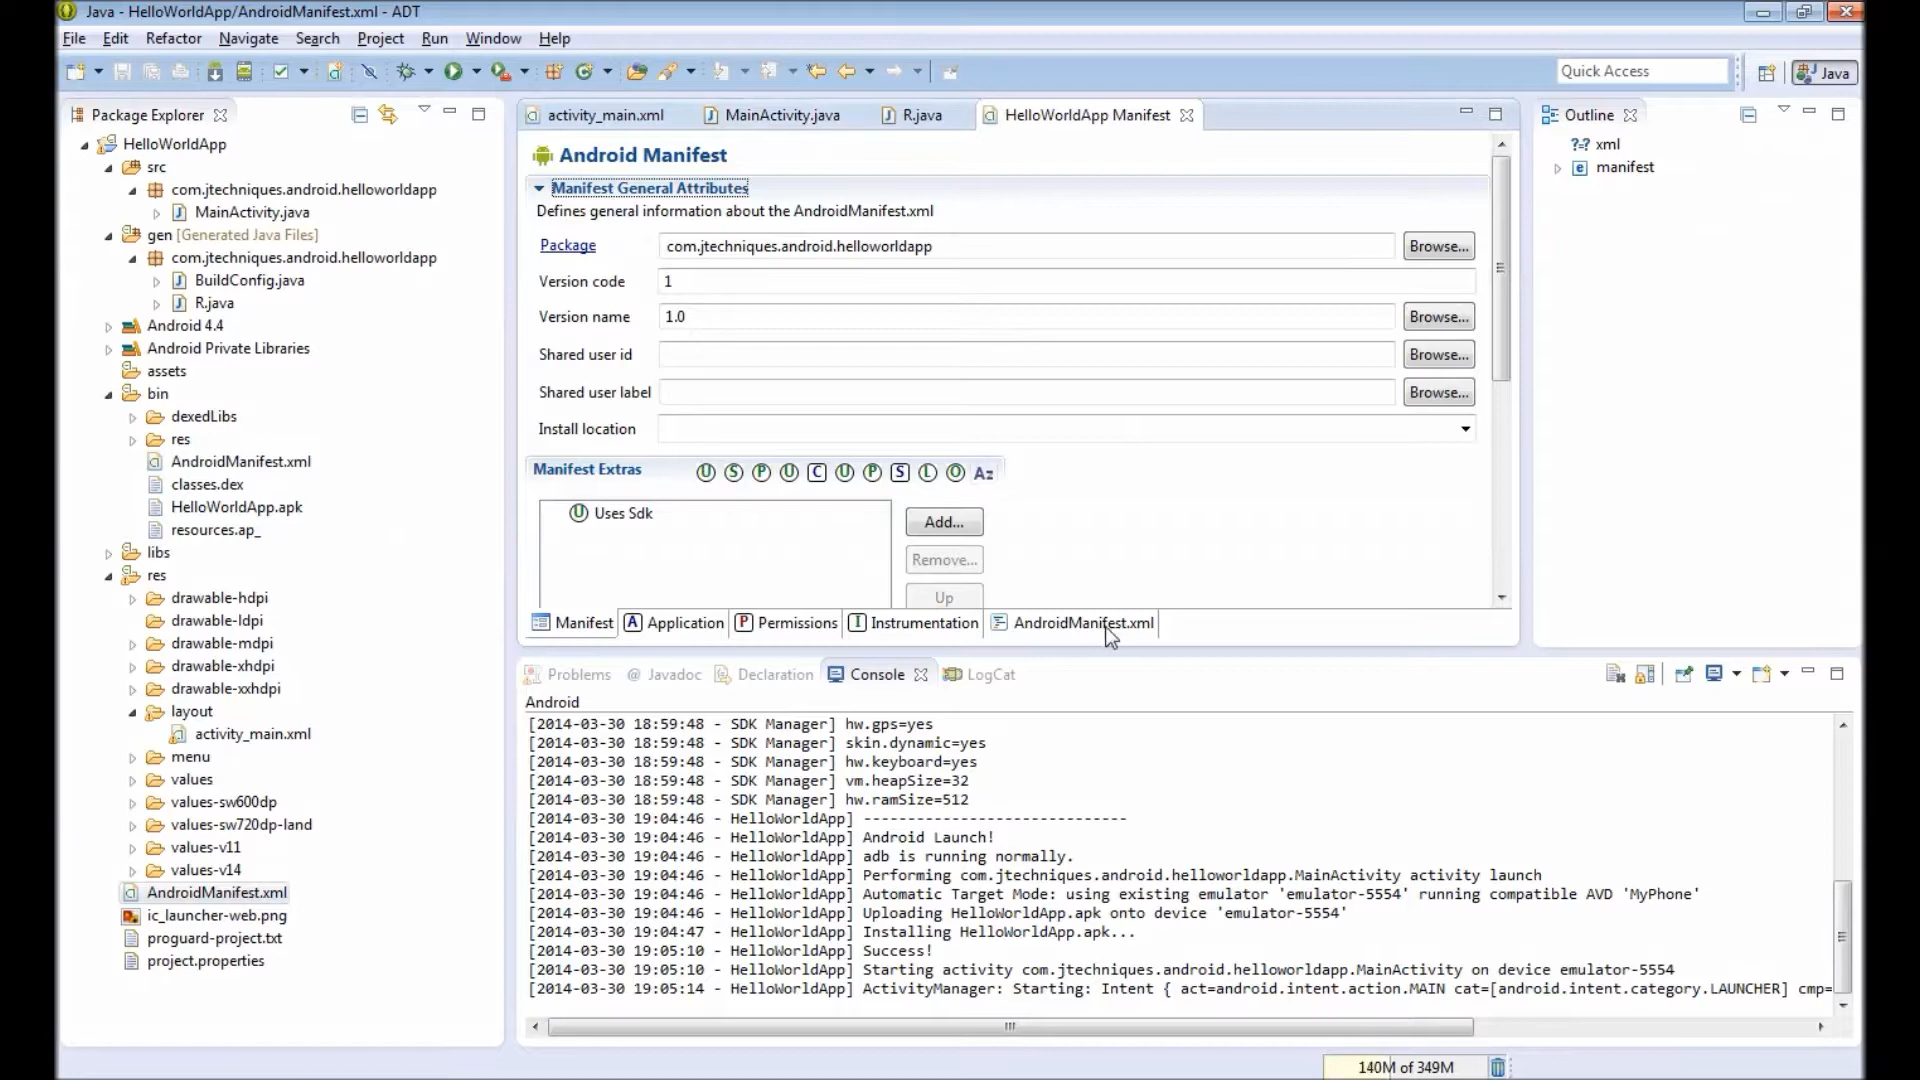 Java - HelloWorldApp/AndroidManifest.xml - ADT
File Edit Refactor Navigate Search Project Run Window Help
Quick Access
Java
Package Explorer
HelloWorldApp
src
com.jtechniques.android.helloworldapp
MainActivity.java
gen [Generated Java Files]
com.jtechniques.android.helloworldapp
BuildConfig.java
R.java
Android 4.4
Android Private Libraries
assets
bin
dexedLibs
res
AndroidManifest.xml
classes.dex
HelloWorldApp.apk
resources.ap_
libs
res
drawable-hdpi
drawable-ldpi
drawable-mdpi
drawable-xhdpi
drawable-xxhdpi
layout
activity_main.xml
menu
values
values-sw600dp
values-sw720dp-land
values-v11
values-v14
AndroidManifest.xml
ic_launcher-web.png
proguard-project.txt
project.properties
activity_main.xml MainActivity.java R.java HelloWorldApp Manifest
Android Manifest
Manifest General Attributes
Defines general information about the AndroidManifest.xml
Package com.jtechniques.android.helloworldapp Browse...
Version code 1
Version name 1.0 Browse...
Shared user id Browse...
Shared user label Browse...
Install location
Manifest Extras U S P U C U P S L O Az
U Uses Sdk
Add...
Remove...
Up
Manifest A Application P Permissions I Instrumentation AndroidManifest.xml
Outline
?-? xml
e manifest
Problems @ Javadoc Declaration Console LogCat
Android
[2014-03-30 18:59:48 - SDK Manager] hw.gps=yes
[2014-03-30 18:59:48 - SDK Manager] skin.dynamic=yes
[2014-03-30 18:59:48 - SDK Manager] hw.keyboard=yes
[2014-03-30 18:59:48 - SDK Manager] vm.heapSize=32
[2014-03-30 18:59:48 - SDK Manager] hw.ramSize=512
[2014-03-30 19:04:46 - HelloWorldApp] ------------------------------
[2014-03-30 19:04:46 - HelloWorldApp] Android Launch!
[2014-03-30 19:04:46 - HelloWorldApp] adb is running normally.
[2014-03-30 19:04:46 - HelloWorldApp] Performing com.jtechniques.android.helloworldapp.MainActivity activity launch
[2014-03-30 19:04:46 - HelloWorldApp] Automatic Target Mode: using existing emulator 'emulator-5554' running compatible AVD 'MyPhone'
[2014-03-30 19:04:46 - HelloWorldApp] Uploading HelloWorldApp.apk onto device 'emulator-5554'
[2014-03-30 19:04:47 - HelloWorldApp] Installing HelloWorldApp.apk...
[2014-03-30 19:05:10 - HelloWorldApp] Success!
[2014-03-30 19:05:10 - HelloWorldApp] Starting activity com.jtechniques.android.helloworldapp.MainActivity on device emulator-5554
[2014-03-30 19:05:14 - HelloWorldApp] ActivityManager: Starting: Intent { act=android.intent.action.MAIN cat=[android.intent.category.LAUNCHER] cmp=
140M of 349M